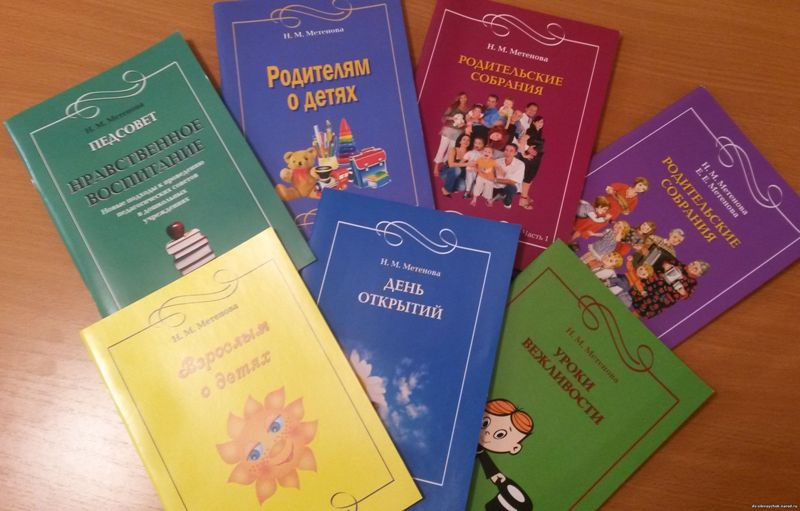 Н. М. Метенова
ПЕДСОВЕТ
НРАВСТВЕННОЕ
ВОСПИТАНИЕ
Новые подходы к проведению
педагогических советов
в дошкольных
учреждениях
Н. М. Метенова
Родителям
о детях
Н. М. Метенова
РОДИТЕЛЬСКИЕ
СОБРАНИЯ
Часть 1
Н. М. Метенова
Е. Е. Метенова
РОДИТЕЛЬСКИЕ
СОБРАНИЯ
Н. М. Метенова
Взрослым
о детях
Н. М. Метенова
ДЕНЬ
ОТКРЫТИЙ
Н. М. Метенова
УРОКИ
ВЕЖЛИВОСТИ